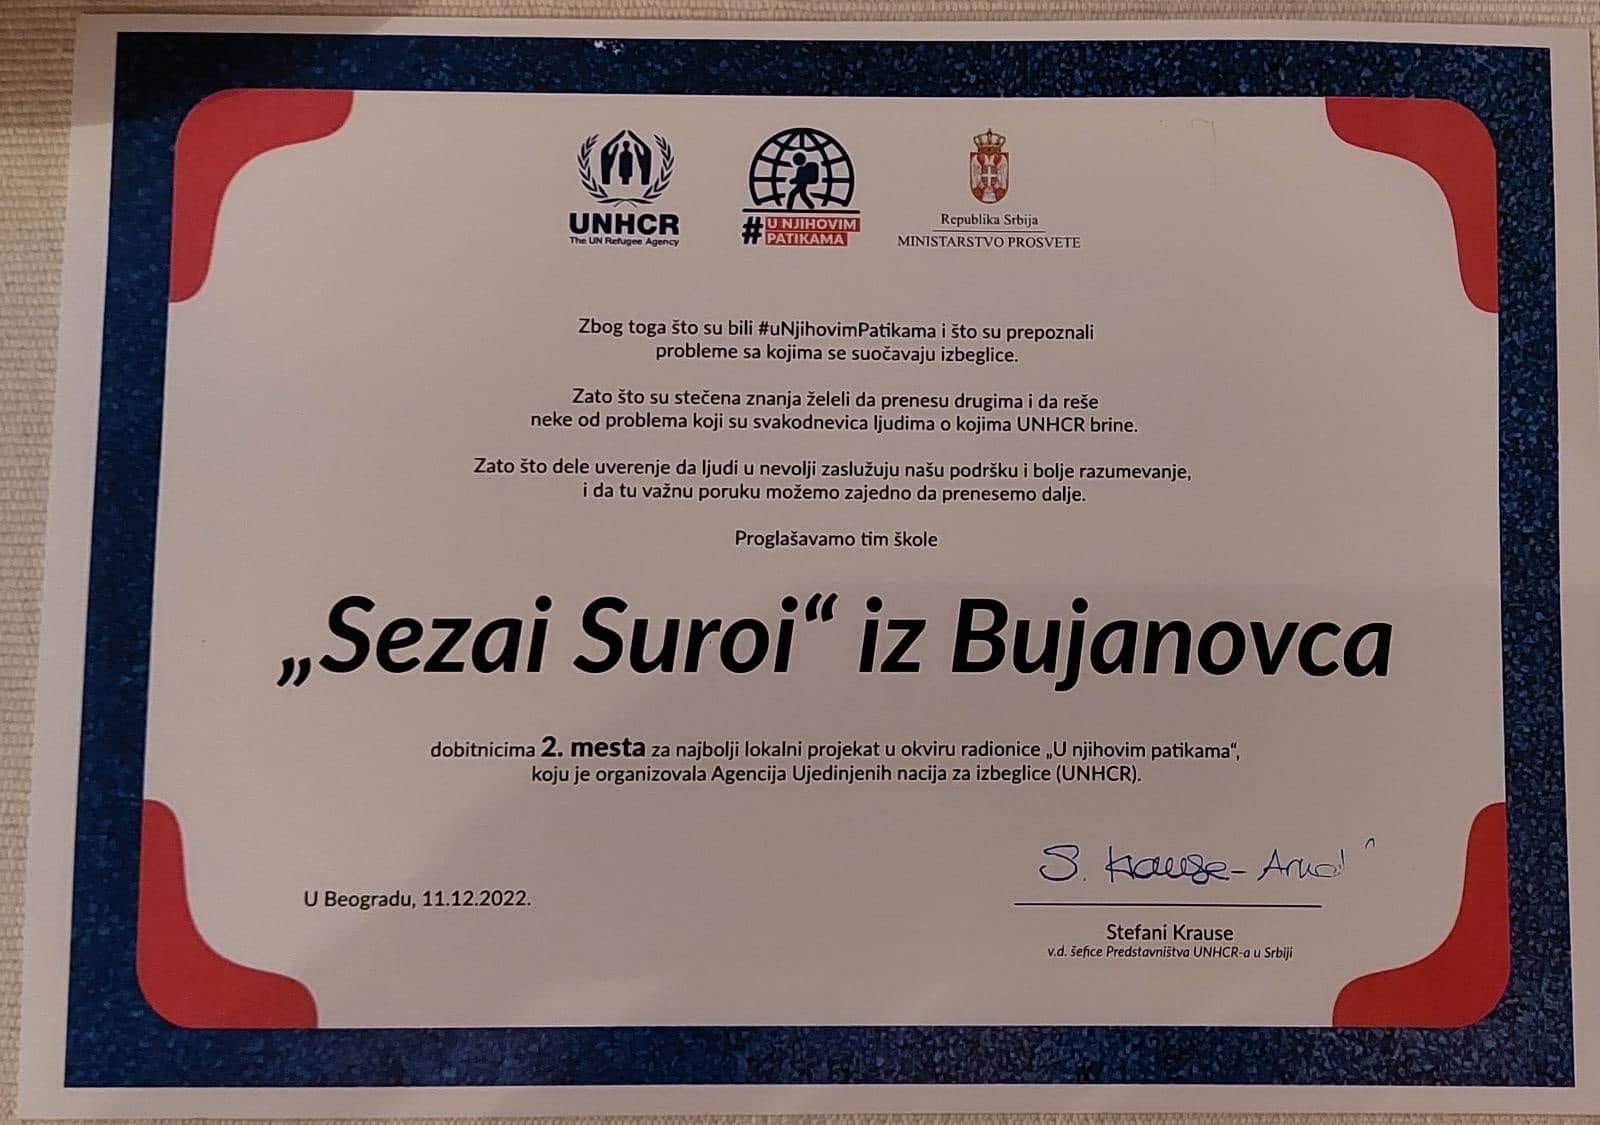 UNHCR
The UN Refugee Agency
#U NJIHOVIM
PATIKAMA
Republika Srbija
MINISTARSTVO PROSVETE
Zbog toga što su bili #uNjihovimPatikama i što su prepoznali
probleme sa kojima se suočavaju izbeglice.
Zato što su stečena znanja želeli da prenesu drugima i da reše
neke od problema koji su svakodnevica ljudima o kojima UNHCR brine.
Zato što dele uverenje da ljudi u nevolji zaslužuju našu podršku i bolje razumevanje,
i da tu važnu poruku možemo zajedno da prenesemo dalje.
Proglašavamo tim škole
„Sezai Suroi“ iz Bujanovca
dobitnicima 2. mesta za najbolji lokalni projekat u okviru radionice „U njihovim patikama“,
koju je organizovala Agencija Ujedinjenih nacija za izbeglice (UNHCR).
S. Krause-
U Beogradu, 11.12.2022.
Stefani Krause
v.d. šefice Predstavništva UNHCR-a u Srbiji